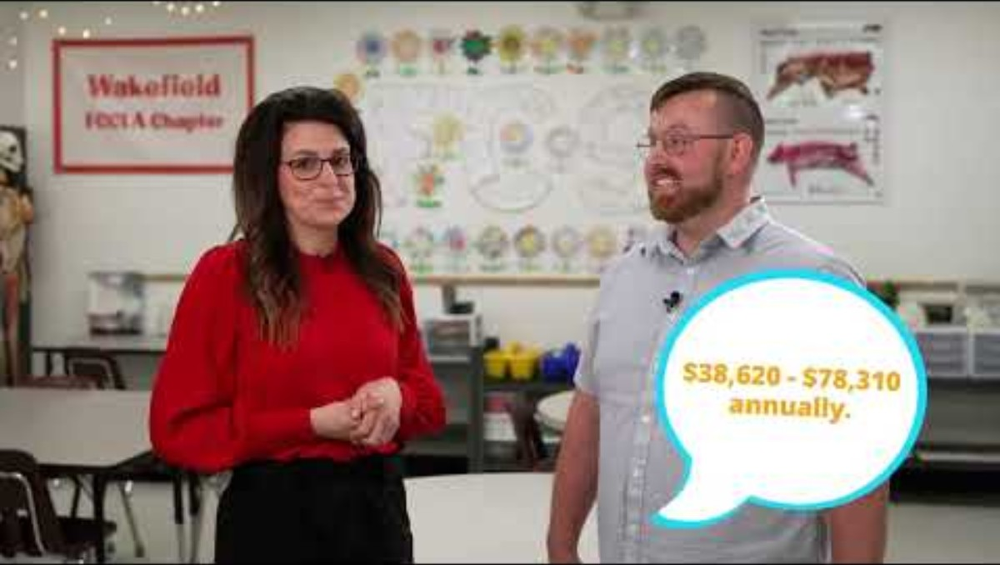 Wakefield
FCCLA Chapter
$38,620 - $78,310
annually.